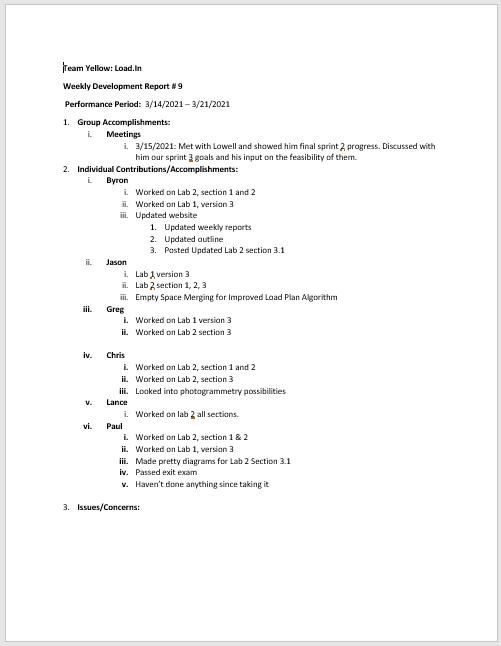 Team Yellow: Load.In
Weekly Development Report # 9
Performance Period: 3/14/2021 – 3/21/2021
1. Group Accomplishments:
i. Meetings
i. 3/15/2021: Met with Lowell and showed him final sprint 2 progress. Discussed with
him our sprint 3 goals and his input on the feasibility of them.
2. Individual Contributions/Accomplishments:
i. Byron
i. Worked on Lab 2, section 1 and 2
ii. Worked on Lab 1, version 3
iii. Updated website
1. Updated weekly reports
2. Updated outline
3. Posted Updated Lab 2 section 3.1
ii. Jason
i. Lab 1 version 3
ii. Lab 2 section 1, 2, 3
iii. Empty Space Merging for Improved Load Plan Algorithm
iii. Greg
i. Worked on Lab 1 version 3
ii. Worked on Lab 2 section 3
iv. Chris
i. Worked on Lab 2, section 1 and 2
ii. Worked on Lab 2, section 3
iii. Looked into photogrammetry possibilities
v. Lance
i. Worked on lab 2 all sections.
vi. Paul
i. Worked on Lab 2, section 1 & 2
ii. Worked on Lab 1, version 3
iii. Made pretty diagrams for Lab 2 Section 3.1
iv. Passed exit exam
v. Haven't done anything since taking it
3. Issues/Concerns: